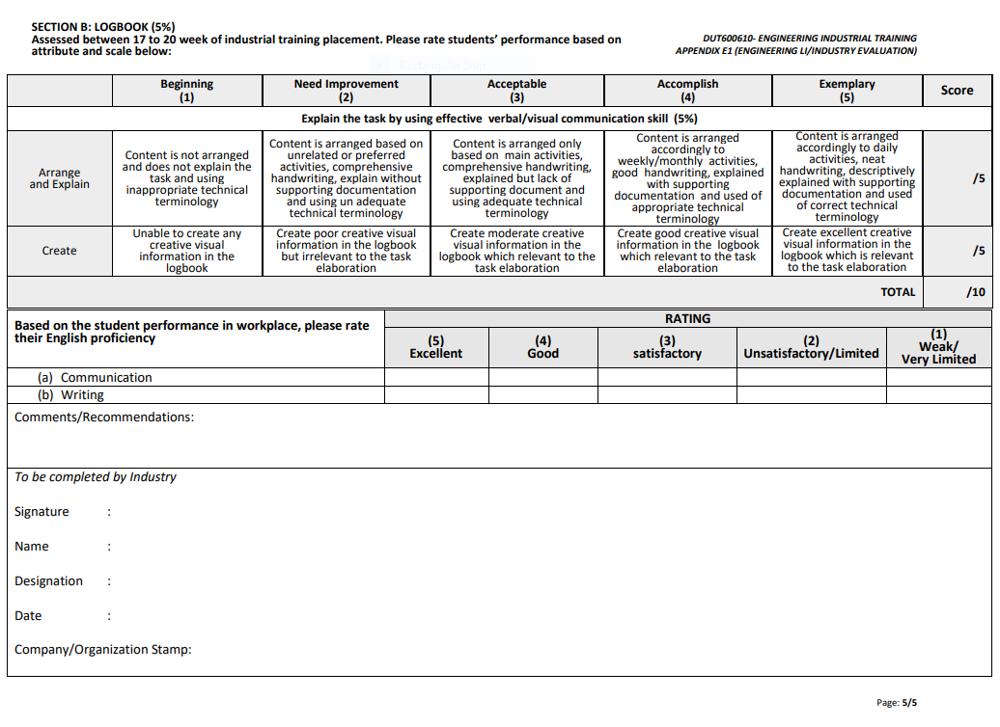 SECTION B: LOGBOOK (5%)
Assessed between 17 to 20 week of industrial training placement. Please rate students' performance based on
attribute and scale below:
DUT600610- ENGINEERING INDUSTRIAL TRAINING
APPENDIX E1 (ENGINEERING LI/INDUSTRY EVALUATION)
Rectangular Snip
Beginning
(1)
Need Improvement
(2)
Acceptable
(3)
Accomplish
(4)
Exemplary
(5)
Score
Explain the task by using effective verbal/visual communication skill (5%)
Arrange
and Explain
Content is not arranged
and does not explain the
task and using
inappropriate technical
terminology
Content is arranged based on
unrelated or preferred
activities, comprehensive
handwriting, explain without
supporting documentation
and using un adequate
technical terminology
Content is arranged only
based on main activities,
comprehensive handwriting,
explained but lack of
supporting document and
using adequate technical
terminology
Content is arranged
accordingly to
weekly/monthly activities,
good handwriting, explained
with supporting
documentation and used of
appropriate technical
terminology
Content is arranged
accordingly to daily
activities, neat
handwriting, descriptively
explained with supporting
documentation and used
of correct technical
terminology
/5
Create
Unable to create any
creative visual
information in the
logbook
Create poor creative visual
information in the logbook
but irrelevant to the task
elaboration
Create moderate creative
visual information in the
logbook which relevant to the
task elaboration
Create good creative visual
information in the logbook
which relevant to the task
elaboration
Create excellent creative
visual information in the
logbook which is relevant
to the task elaboration
/5
TOTAL
/10
Based on the student performance in workplace, please rate
their English proficiency
RATING
(5)
Excellent
(4)
Good
(3)
satisfactory
(2)
Unsatisfactory/Limited
(1)
Weak/
Very Limited
(a) Communication
(b) Writing
Comments/Recommendations:
To be completed by Industry
Signature :
Name :
Designation :
Date :
Company/Organization Stamp:
Page: 5/5